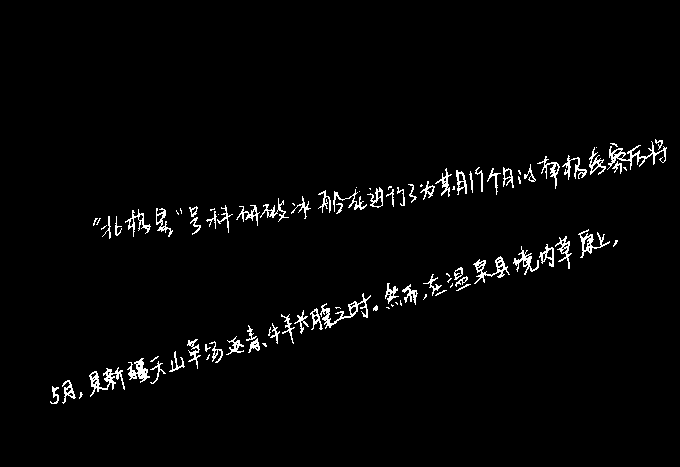 “北极星”号科研破冰船在进行了为期19个月的南极考察后将
5月，是新疆天山草场返青、牛羊长膘之时。然而，在温泉县境内草原上，